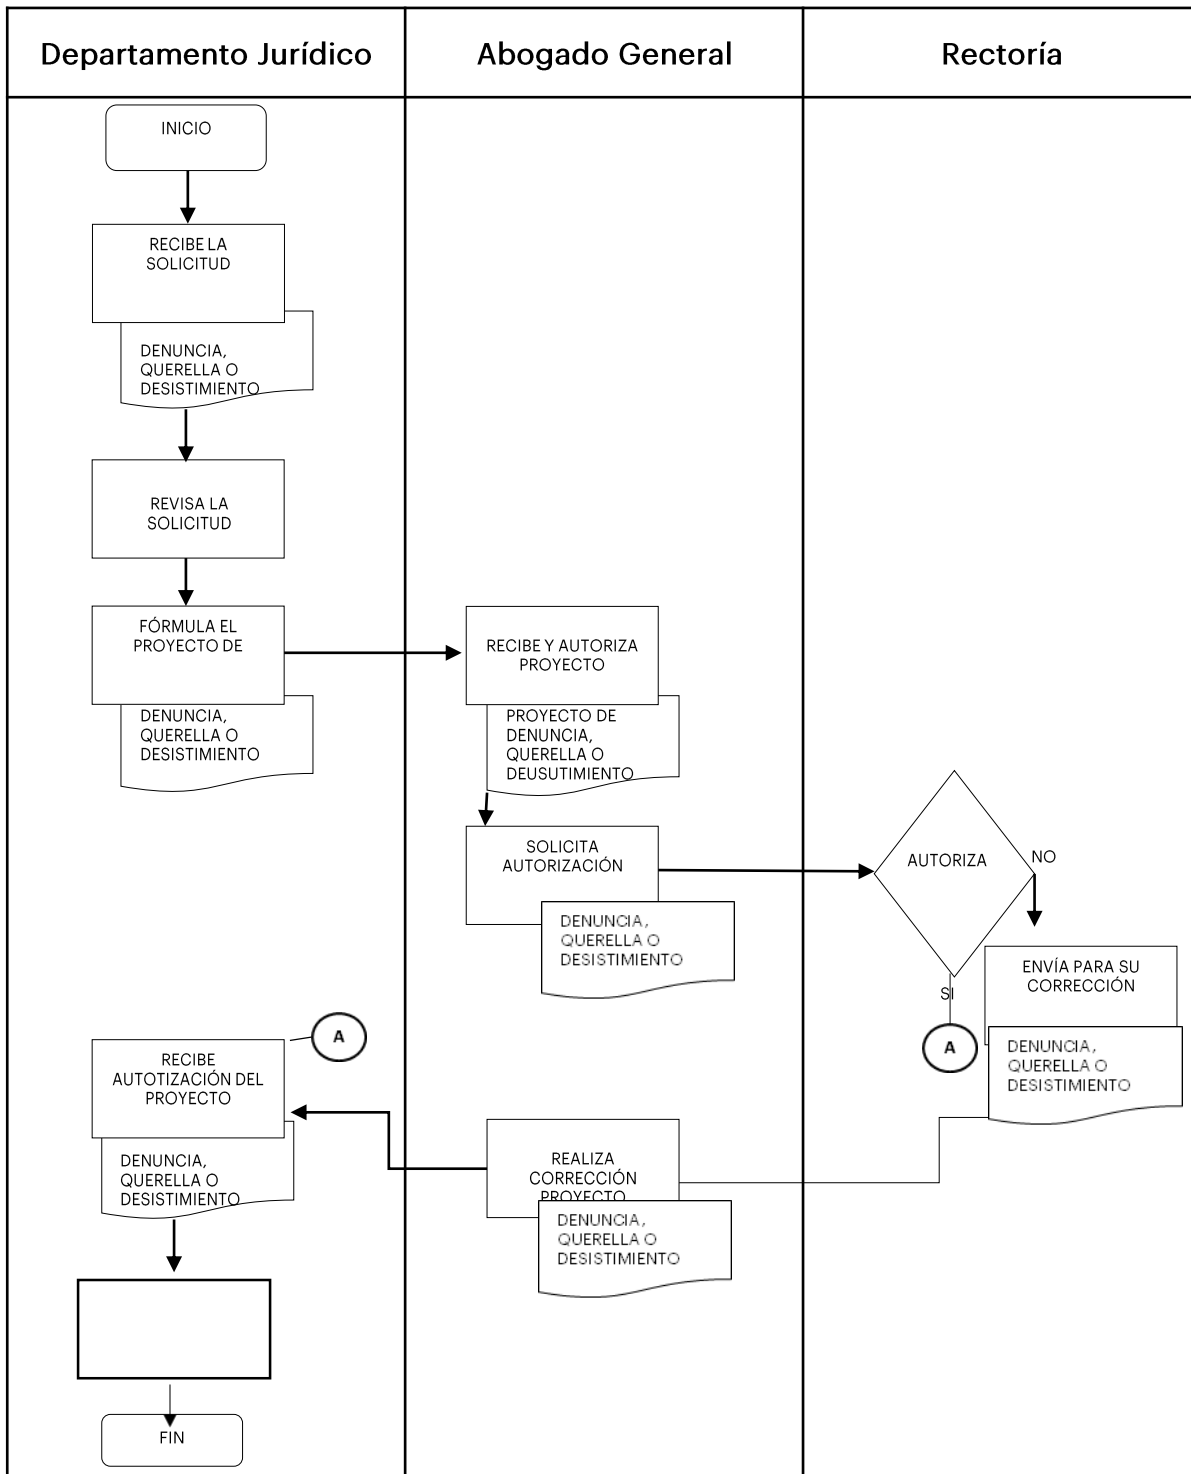 Departamento Jurídico
Abogado General
Rectoría
INICIO
RECIBE LA
SOLICITUD
DENUNCIA,
QUERELLA O
DESISTIMIENTO
REVISA LA
SOLICITUD
FÓRMULA EL
PROYECTO DE
DENUNCIA,
QUERELLA O
DESISTIMIENTO
RECIBE Y AUTORIZA
PROYECTO
PROYECTO DE
DENUNCIA,
QUERELLA O
DEUSUTIMIENTO
SOLICITA
AUTORIZACIÓN
DENUNCIA,
QUERELLA O
DESISTIMIENTO
AUTORIZA
NO
SI
A
ENVÍA PARA SU
CORRECCIÓN
DENUNCIA,
QUERELLA O
DESISTIMIENTO
REALIZA
CORRECCIÓN
PROYECTO
DENUNCIA,
QUERELLA O
DESISTIMIENTO
A
RECIBE
AUTOTIZACIÓN DEL
PROYECTO
DENUNCIA,
QUERELLA O
DESISTIMIENTO
FIN